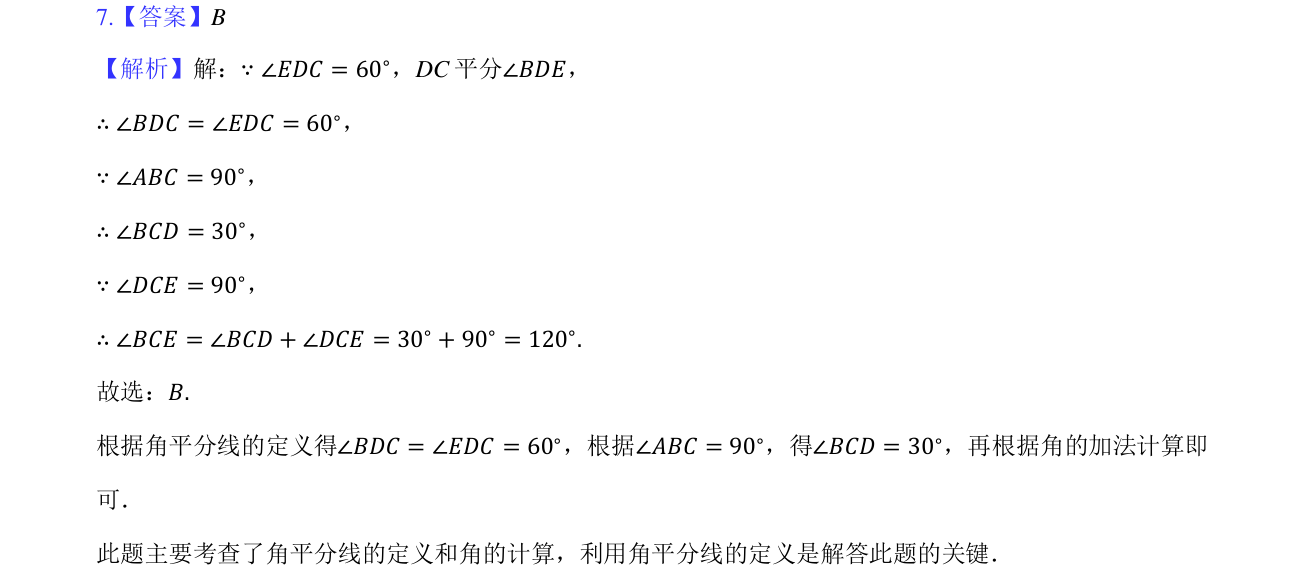 7.【答案】B
【解析】解：∵ ∠EDC = 60°，DC 平分∠BDE，
∴ ∠BDC = ∠EDC = 60°，
∵ ∠ABC = 90°，
∴ ∠BCD = 30°，
∵ ∠DCE = 90°，
∴ ∠BCE = ∠BCD + ∠DCE = 30° + 90° = 120°．
故选：B．
根据角平分线的定义得∠BDC = ∠EDC = 60°，根据∠ABC = 90°，得∠BCD = 30°，再根据角的加法计算即
可．
此题主要考查了角平分线的定义和角的计算，利用角平分线的定义是解答此题的关键．